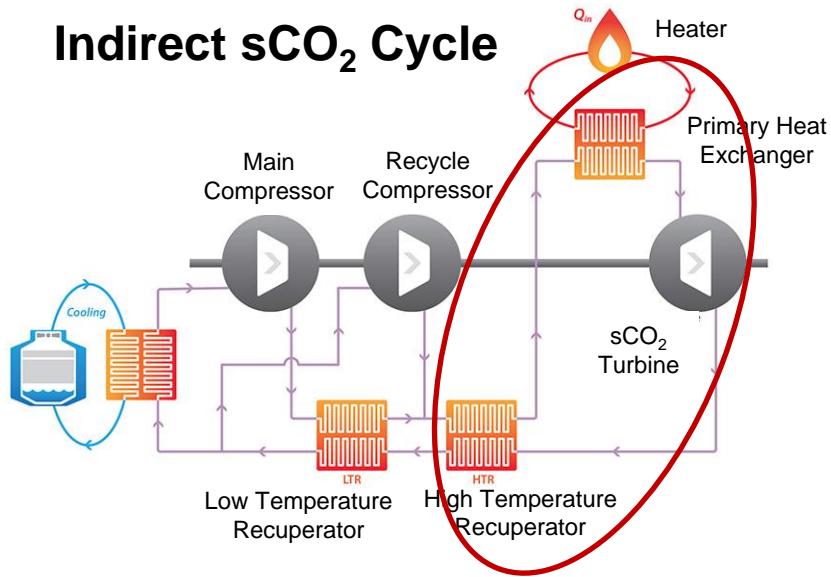 Indirect sCO₂ Cycle
Qin
Heater
Primary Heat
Exchanger
Main
Compressor
Recycle
Compressor
Cooling
sCO₂
Turbine
LTR
HTR
Low Temperature
Recuperator
High Temperature
Recuperator